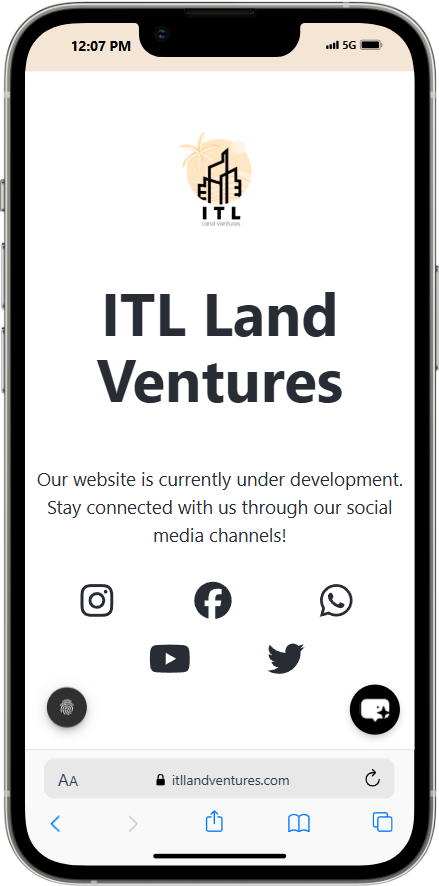 12:07 PM 5G
ITL
Land Ventures
ITL Land
Ventures
Our website is currently under development.
Stay connected with us through our social
media channels!
AA itllandventures.com